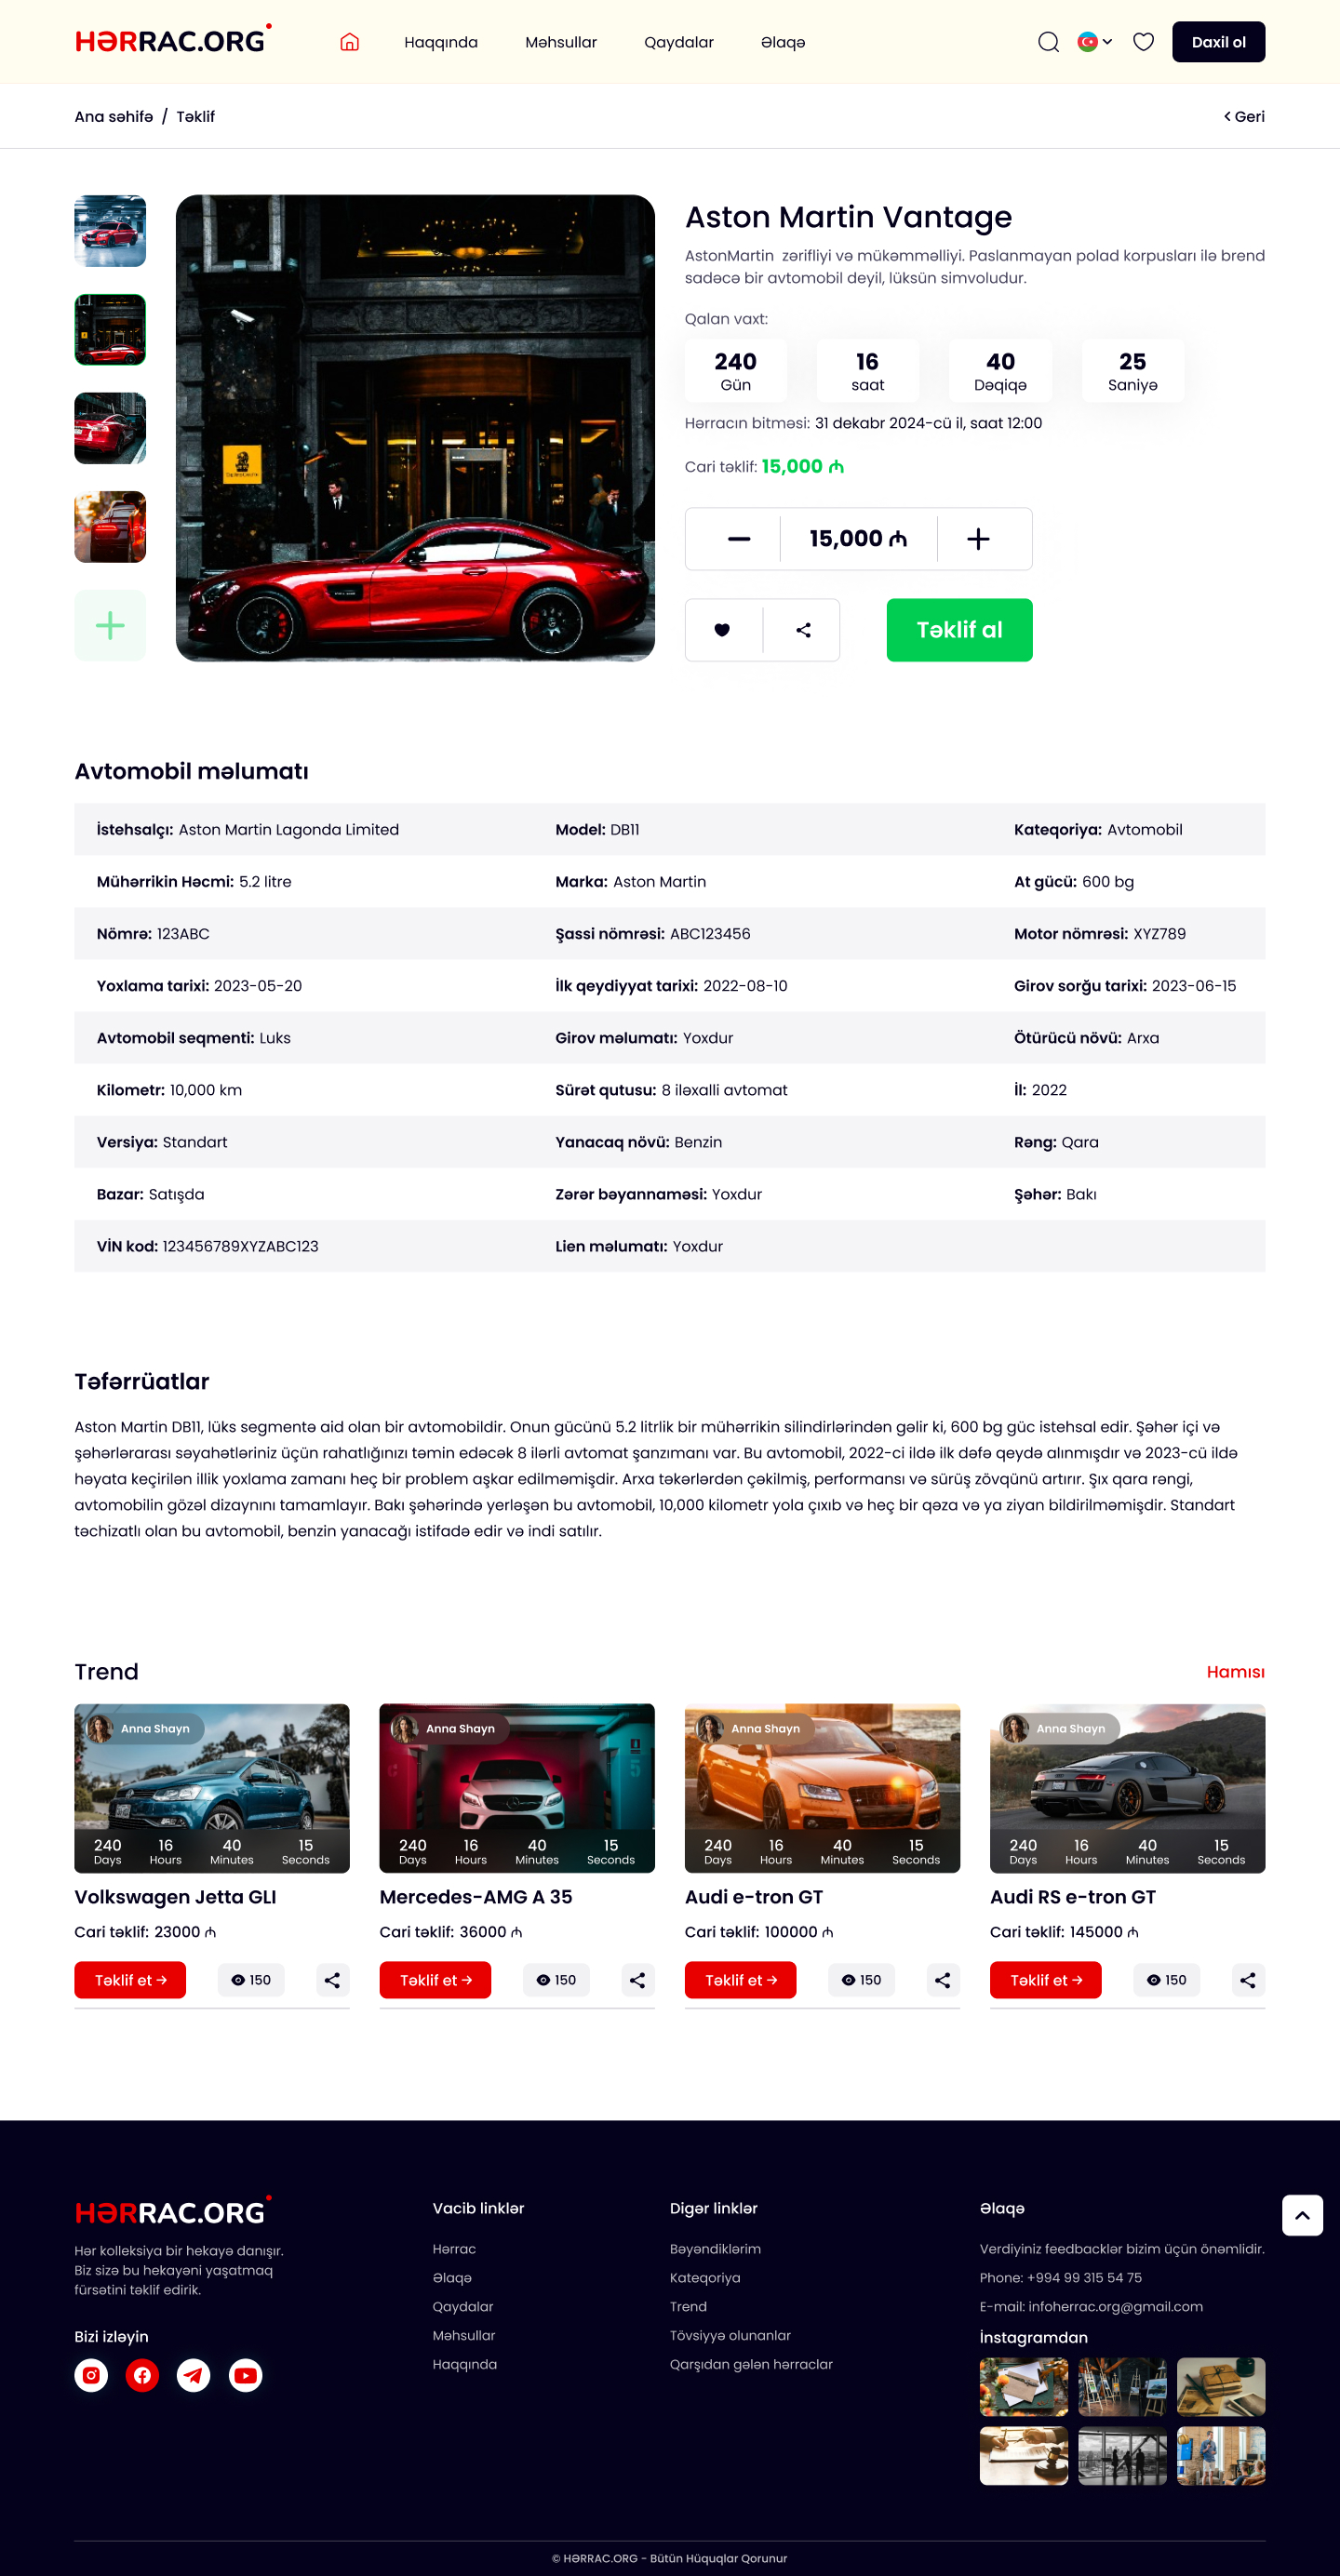 HƏRRAC.ORG
Haqqında
Məhsullar
Qaydalar
Əlaqə
Daxil ol
Ana səhifə / Təklif
Geri
Aston Martin Vantage
AstonMartin zərifliyi və mükəmməlliyi. Paslanmayan polad korpusları ilə brend
sadəcə bir avtomobil deyil, lüksün simvoludur.
Qalan vaxt:
240
Gün
16
saat
40
Dəqiqə
25
Saniyə
Hərracın bitməsi: 31 dekabr 2024-cü il, saat 12:00
Cari təklif: 15,000 ₼
15,000 ₼
Təklif al
Avtomobil məlumatı
İstehsalçı: Aston Martin Lagonda Limited
Model: DB11
Kateqoriya: Avtomobil
Mühərrikin Həcmi: 5.2 litre
Marka: Aston Martin
At gücü: 600 bg
Nömrə: 123ABC
Şassi nömrəsi: ABC123456
Motor nömrəsi: XYZ789
Yoxlama tarixi: 2023-05-20
İlk qeydiyyat tarixi: 2022-08-10
Girov sorğu tarixi: 2023-06-15
Avtomobil seqmenti: Luks
Girov məlumatı: Yoxdur
Ötürücü növü: Arxa
Kilometr: 10,000 km
Sürət qutusu: 8 iləxalli avtomat
İl: 2022
Versiya: Standart
Yanacaq növü: Benzin
Rəng: Qara
Bazar: Satışda
Zərər bəyannaməsi: Yoxdur
Şəhər: Bakı
VİN kod: 123456789XYZABC123
Lien məlumatı: Yoxdur
Təfərrüatlar
Aston Martin DB11, lüks segmentə aid olan bir avtomobildir. Onun gücünü 5.2 litrlik bir mühərrikin silindirlərindən gəlir ki, 600 bg güc istehsal edir. Şəhər içi və
şəhərlərarası səyahətləriniz üçün rahatlığınızı təmin edəcək 8 ilərli avtomat şanzımanı var. Bu avtomobil, 2022-ci ildə ilk dəfə qeydə alınmışdır və 2023-cü ildə
həyata keçirilən illik yoxlama zamanı heç bir problem aşkar edilməmişdir. Arxa təkərlərdən çəkilmiş, performansı və sürüş zövqünü artırır. Şıx qara rəngi,
avtomobilin gözəl dizaynını tamamlayır. Bakı şəhərində yerləşən bu avtomobil, 10,000 kilometr yola çıxıb və heç bir qəza və ya ziyan bildirilməmişdir. Standart
təchizatlı olan bu avtomobil, benzin yanacağı istifadə edir və indi satılır.
Trend
Hamısı
Anna Shayn
240
Days
16
Hours
40
Minutes
15
Seconds
Volkswagen Jetta GLI
Cari təklif: 23000 ₼
Təklif et
150
Anna Shayn
240
Days
16
Hours
40
Minutes
15
Seconds
Mercedes-AMG A 35
Cari təklif: 36000 ₼
Təklif et
150
Anna Shayn
240
Days
16
Hours
40
Minutes
15
Seconds
Audi e-tron GT
Cari təklif: 100000 ₼
Təklif et
150
Anna Shayn
240
Days
16
Hours
40
Minutes
15
Seconds
Audi RS e-tron GT
Cari təklif: 145000 ₼
Təklif et
150
HƏRRAC.ORG
Hər kolleksiya bir hekayə danışır.
Biz sizə bu hekayəni yaşatmaq
fürsətini təklif edirik.
Bizi izləyin
Vacib linklər
Hərrac
Əlaqə
Qaydalar
Məhsullar
Haqqında
Digər linklər
Bəyəndiklərim
Kateqoriya
Trend
Tövsiyyə olunanlar
Qarşıdan gələn hərraclar
Əlaqə
Verdiyiniz feedbacklər bizim üçün önəmlidir.
Phone: +994 99 315 54 75
E-mail: infoherrac.org@gmail.com
İnstagramdan
© HƏRRAC.ORG - Bütün Hüquqlar Qorunur